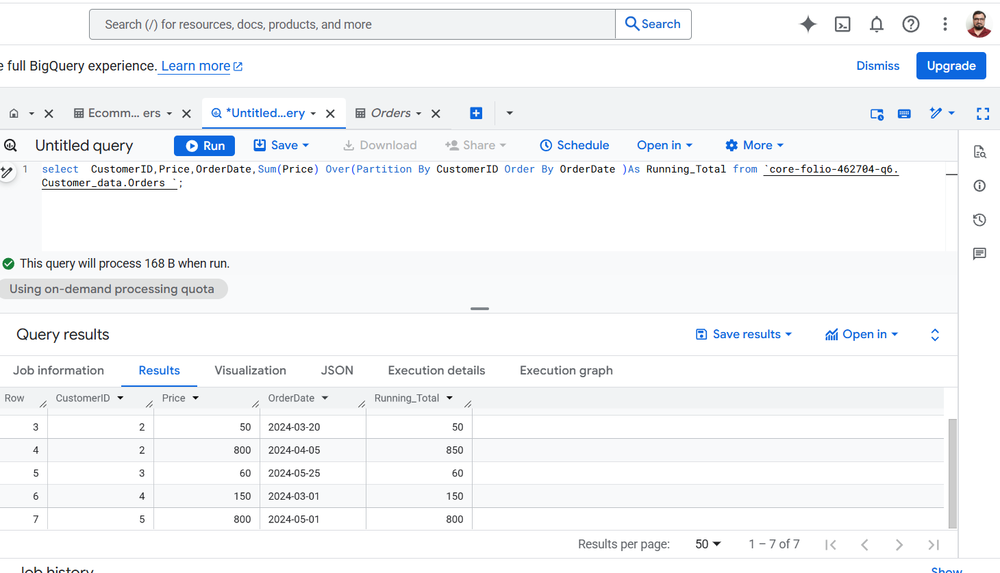 Search (/) for resources, docs, products, and more
Search
e full BigQuery experience. Learn more
Dismiss
Upgrade
Ecomm... ers
*Untitled...ery
Orders
Untitled query
Run
Save
Download
Share
Schedule
Open in
More
1
select  CustomerID,Price,OrderDate,Sum(Price) Over(Partition By CustomerID Order By OrderDate )As Running_Total from `core-folio-462704-q6.
Customer_data.Orders `;
This query will process 168 B when run.
Using on-demand processing quota
Query results
Save results
Open in
Job information
Results
Visualization
JSON
Execution details
Execution graph
Row CustomerID Price OrderDate Running_Total
3 2 50 2024-03-20 50
4 2 800 2024-04-05 850
5 3 60 2024-05-25 60
6 4 150 2024-03-01 150
7 5 800 2024-05-01 800
Results per page: 50 1 – 7 of 7
Job history
Show